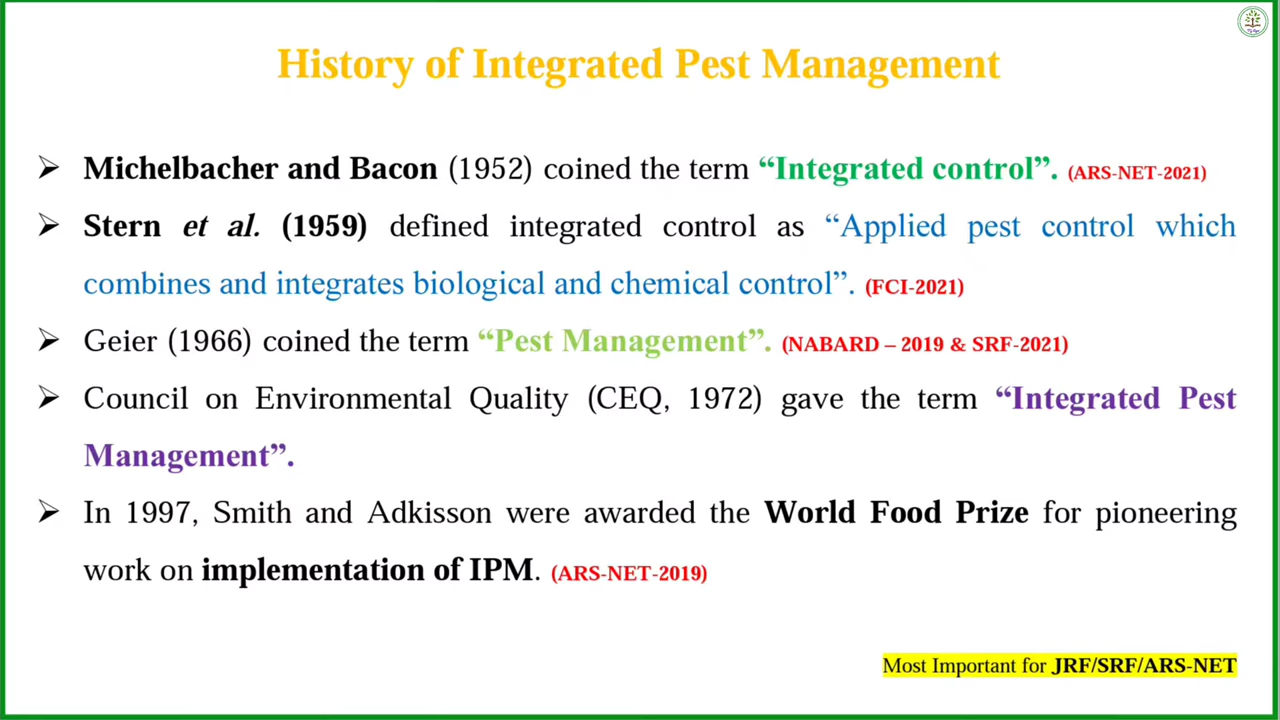 History of Integrated Pest Management
➢ Michelbacher and Bacon (1952) coined the term “Integrated control”. (ARS-NET-2021)
➢ Stern et al. (1959) defined integrated control as “Applied pest control which
combines and integrates biological and chemical control”. (FCI-2021)
➢ Geier (1966) coined the term “Pest Management”. (NABARD – 2019 & SRF-2021)
➢ Council on Environmental Quality (CEQ, 1972) gave the term “Integrated Pest
Management”.
➢ In 1997, Smith and Adkisson were awarded the World Food Prize for pioneering
work on implementation of IPM. (ARS-NET-2019)
Most Important for JRF/SRF/ARS-NET